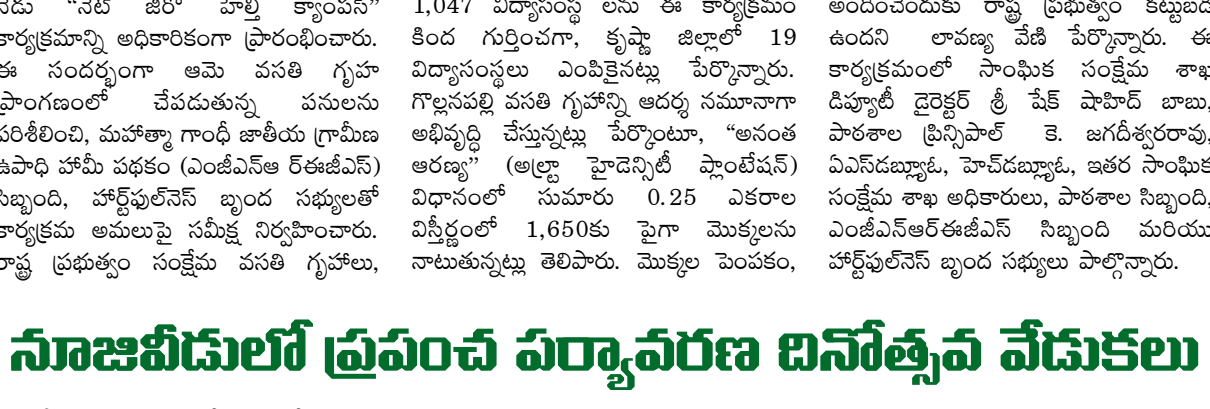 నేడు "నెట్ జీరో హెల్తీ క్యాంపస్"
కార్యక్రమాన్ని అధికారికంగా ప్రారంభించారు.
ఈ సందర్భంగా ఆమె వసతి గృహ
ప్రాంగణంలో చేపడుతున్న పనులను
పరిశీలించి, మహాత్మా గాంధీ జాతీయ గ్రామీణ
ఉపాధి హామీ పథకం (ఎంజీఎన్ఆ ర్ఈజీఎస్)
సిబ్బంది, హార్ట్‌ఫుల్‌నెస్ బృంద సభ్యులతో
కార్యక్రమ అమలుపై సమీక్ష నిర్వహించారు.
రాష్ట్ర ప్రభుత్వం సంక్షేమ వసతి గృహాలు,
1,047 విద్యాసంస్థ లను ఈ కార్యక్రమం
కింద గుర్తించగా, కృష్ణా జిల్లాలో 19
విద్యాసంస్థలు ఎంపికైనట్లు పేర్కొన్నారు.
గొల్లనపల్లి వసతి గృహాన్ని ఆదర్శ నమూనాగా
అభివృద్ధి చేస్తున్నట్లు పేర్కొంటూ, "అనంత
ఆరణ్య" (అల్ట్రా హైడెన్సిటీ ప్లాంటేషన్)
విధానంలో సుమారు 0.25 ఎకరాల
విస్తీర్ణంలో 1,650కు పైగా మొక్కలను
నాటుతున్నట్లు తెలిపారు. మొక్కల పెంపకం,
అందించేందుకు రాష్ట్ర ప్రభుత్వం కట్టుబడి
ఉందని లావణ్య వేణి పేర్కొన్నారు. ఈ
కార్యక్రమంలో సాంఘిక సంక్షేమ శాఖ
డిప్యూటీ డైరెక్టర్ శ్రీ షేక్ షాహిద్ బాబు,
పాఠశాల ప్రిన్సిపాల్ కె. జగదీశ్వరరావు,
ఏఎస్‌డబ్ల్యూఓ, హెచ్‌డబ్ల్యూఓ, ఇతర సాంఘిక
సంక్షేమ శాఖ అధికారులు, పాఠశాల సిబ్బంది,
ఎంజీఎన్ఆర్ఈజీఎస్ సిబ్బంది మరియు
హార్ట్‌ఫుల్‌నెస్ బృంద సభ్యులు పాల్గొన్నారు.
నూజివీడులో ప్రపంచ పర్యావరణ దినోత్సవ వేడుకలు